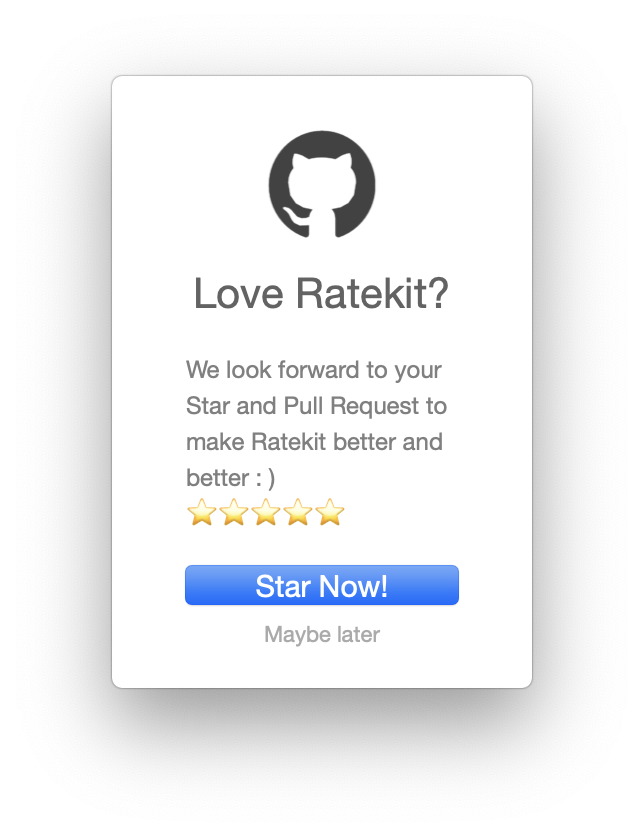 Love Ratekit?
We look forward to your
Star and Pull Request to
make Ratekit better and
better : )
⭐⭐⭐⭐⭐
Star Now!
Maybe later